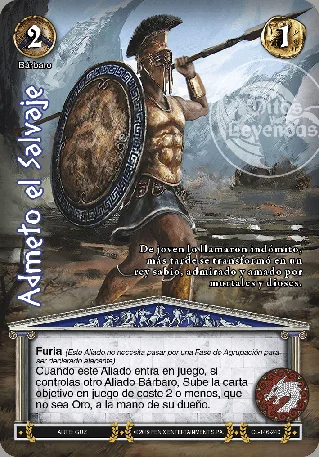 2
1
Bárbaro
Mitos y
Leyendas
Admeto el Salvaje
De joven lo llamaron indómito,
más tarde se transformó en un
rey sabio, admirado y amado por
mortales y dioses.
Furia (Este Aliado no necesita pasar por una Fase de Agrupación para
ser declarado atacante)
Cuando este Aliado entra en juego, si
controlas otro Aliado Bárbaro, Sube la carta
objetivo en juego de coste 2 o menos, que
no sea Oro, a la mano de su dueño.